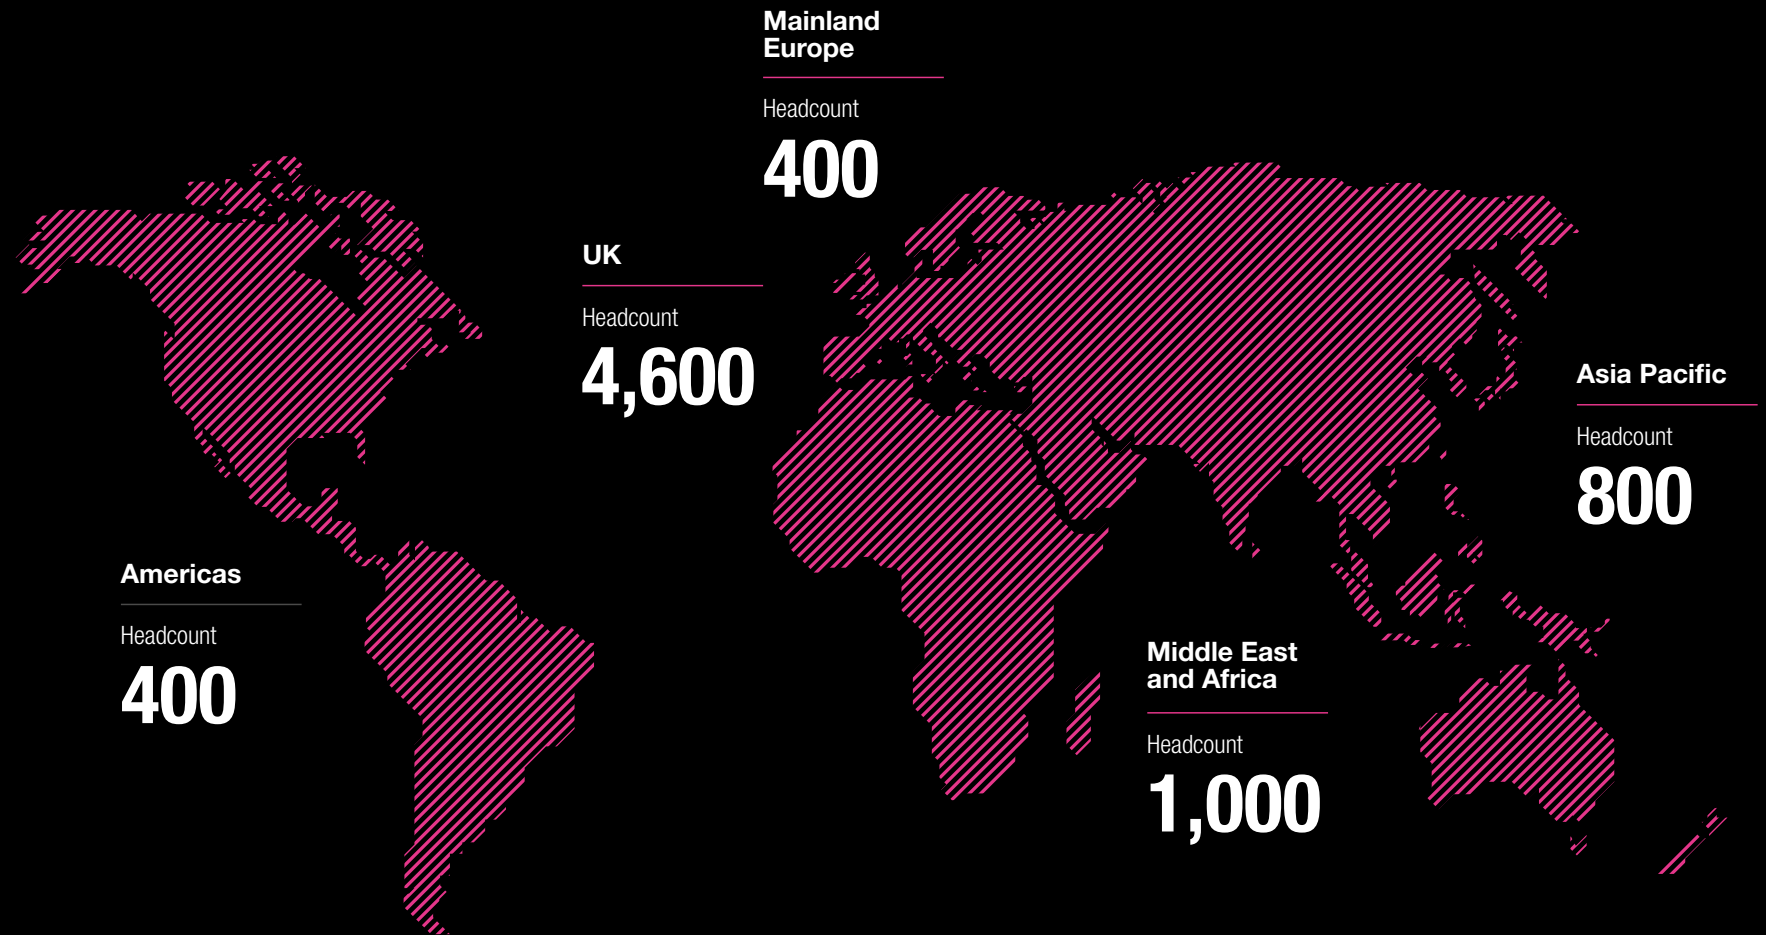 Mainland
Europe
Headcount
400
UK
Headcount
4,600
Asia Pacific
Headcount
800
Americas
Headcount
400
Middle East
and Africa
Headcount
1,000